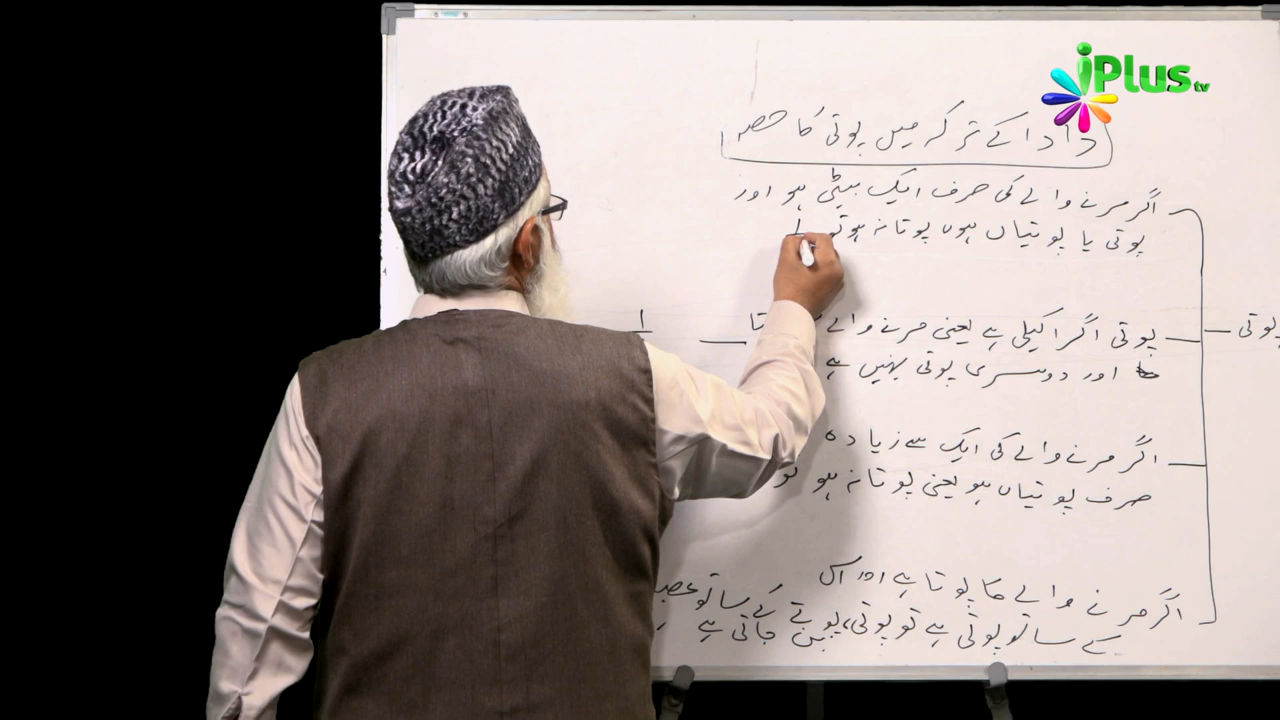 iPlus tv
دادا کے ترکہ میں پوتی کا حصہ
اگر مرنے والے کی صرف ایک بیٹی ہو اور
پوتی یا پوتیاں ہوں پوتا نہ ہو تو
پوتی
پوتی اگر اکیلی ہے یعنی مرنے والے تا ١
اور دوسری پوتی نہیں ہے
اگر مرنے والے کی ایک سے زیادہ
صرف پوتیاں ہو یعنی پوتا نہ ہو تو
اگر مرنے والے کا پوتا ہے اور اس
کے ساتھ پوتی ہے تو پوتی، پوتے کے ساتھ عصبہ
بن جاتی ہے